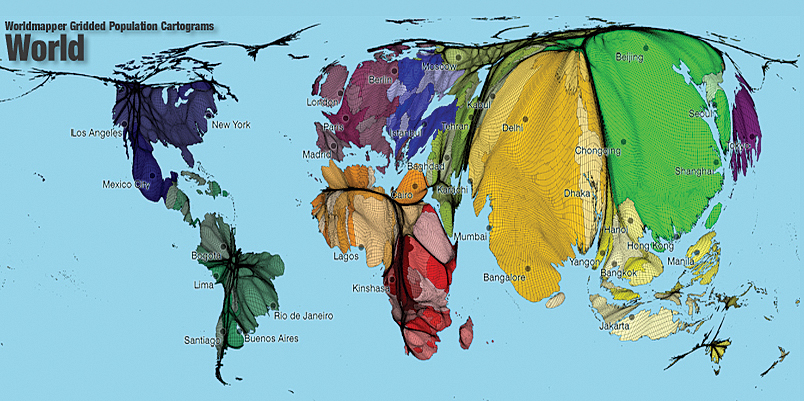 Worldmapper Gridded Population Cartograms
World
Beijing
Moscow
Berlin
London
Kabul
Seoul
Los Angeles
New York
Paris
Istanbul
Tehran
Delhi
Madrid
Chongqing
Baghdad
Shanghai
Mexico City
Cairo
Karachi
Dhaka
Mumbai
Hong Kong
Bogota
Lagos
Yangon
Manila
Bangkok
Bangalore
Lima
Kinshasa
Rio de Janeiro
Jakarta
Santiago
Buenos Aires